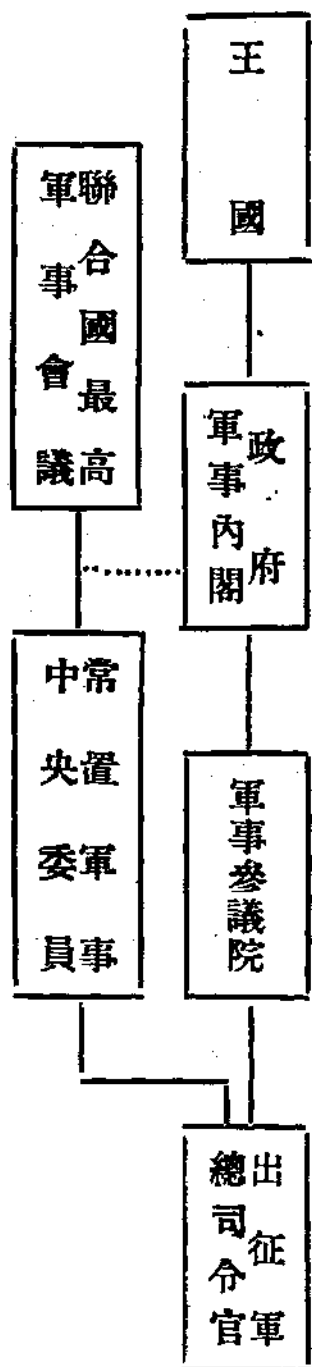 王國
政府
軍事內閣
軍事參議院
出征軍
總司令官
聯合國最高
軍事會議
常置軍事
中央委員